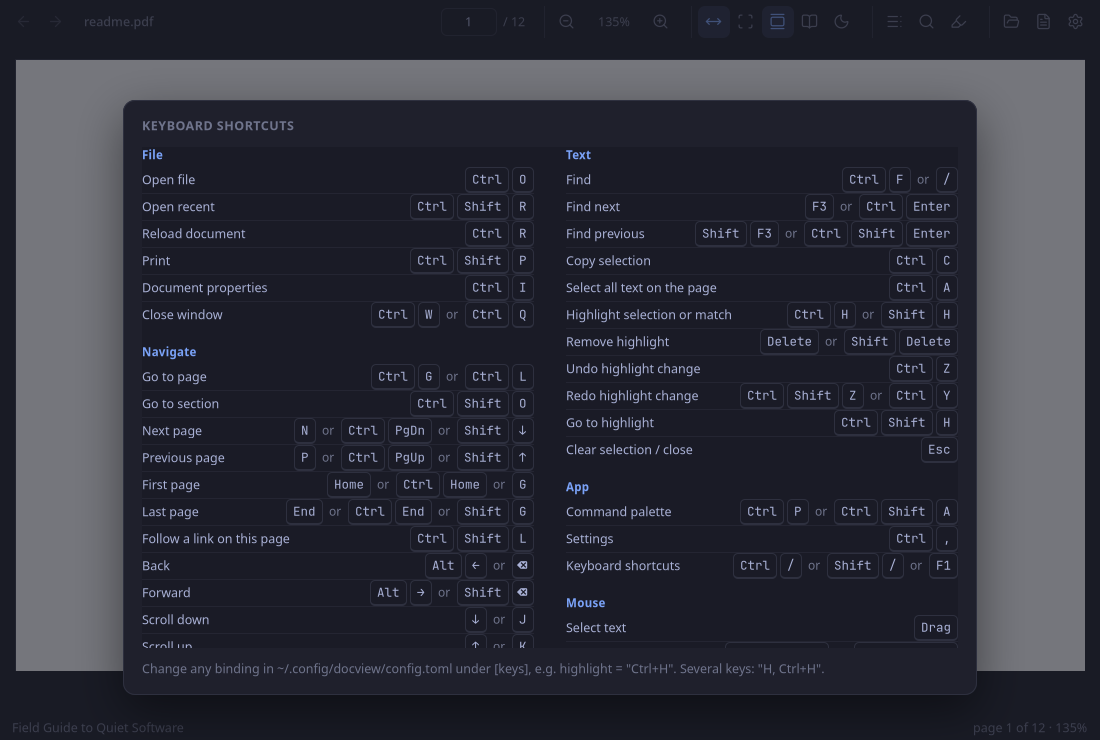 readme.pdf
1 / 12
135%
KEYBOARD SHORTCUTS
File
Open file Ctrl O
Open recent Ctrl Shift R
Reload document Ctrl R
Print Ctrl Shift P
Document properties Ctrl I
Close window Ctrl W or Ctrl Q
Navigate
Go to page Ctrl G or Ctrl L
Go to section Ctrl Shift O
Next page N or Ctrl PgDn or Shift ↓
Previous page P or Ctrl PgUp or Shift ↑
First page Home or Ctrl Home or G
Last page End or Ctrl End or Shift G
Follow a link on this page Ctrl Shift L
Back Alt ← or ⌫
Forward Alt → or Shift ⌫
Scroll down ↓ or J
Scroll up ↑ or K
Text
Find Ctrl F or /
Find next F3 or Ctrl Enter
Find previous Shift F3 or Ctrl Shift Enter
Copy selection Ctrl C
Select all text on the page Ctrl A
Highlight selection or match Ctrl H or Shift H
Remove highlight Delete or Shift Delete
Undo highlight change Ctrl Z
Redo highlight change Ctrl Shift Z or Ctrl Y
Go to highlight Ctrl Shift H
Clear selection / close Esc
App
Command palette Ctrl P or Ctrl Shift A
Settings Ctrl ,
Keyboard shortcuts Ctrl / or Shift / or F1
Mouse
Select text Drag
Change any binding in ~/.config/docview/config.toml under [keys], e.g. highlight = "Ctrl+H". Several keys: "H, Ctrl+H".
Field Guide to Quiet Software
page 1 of 12 · 135%